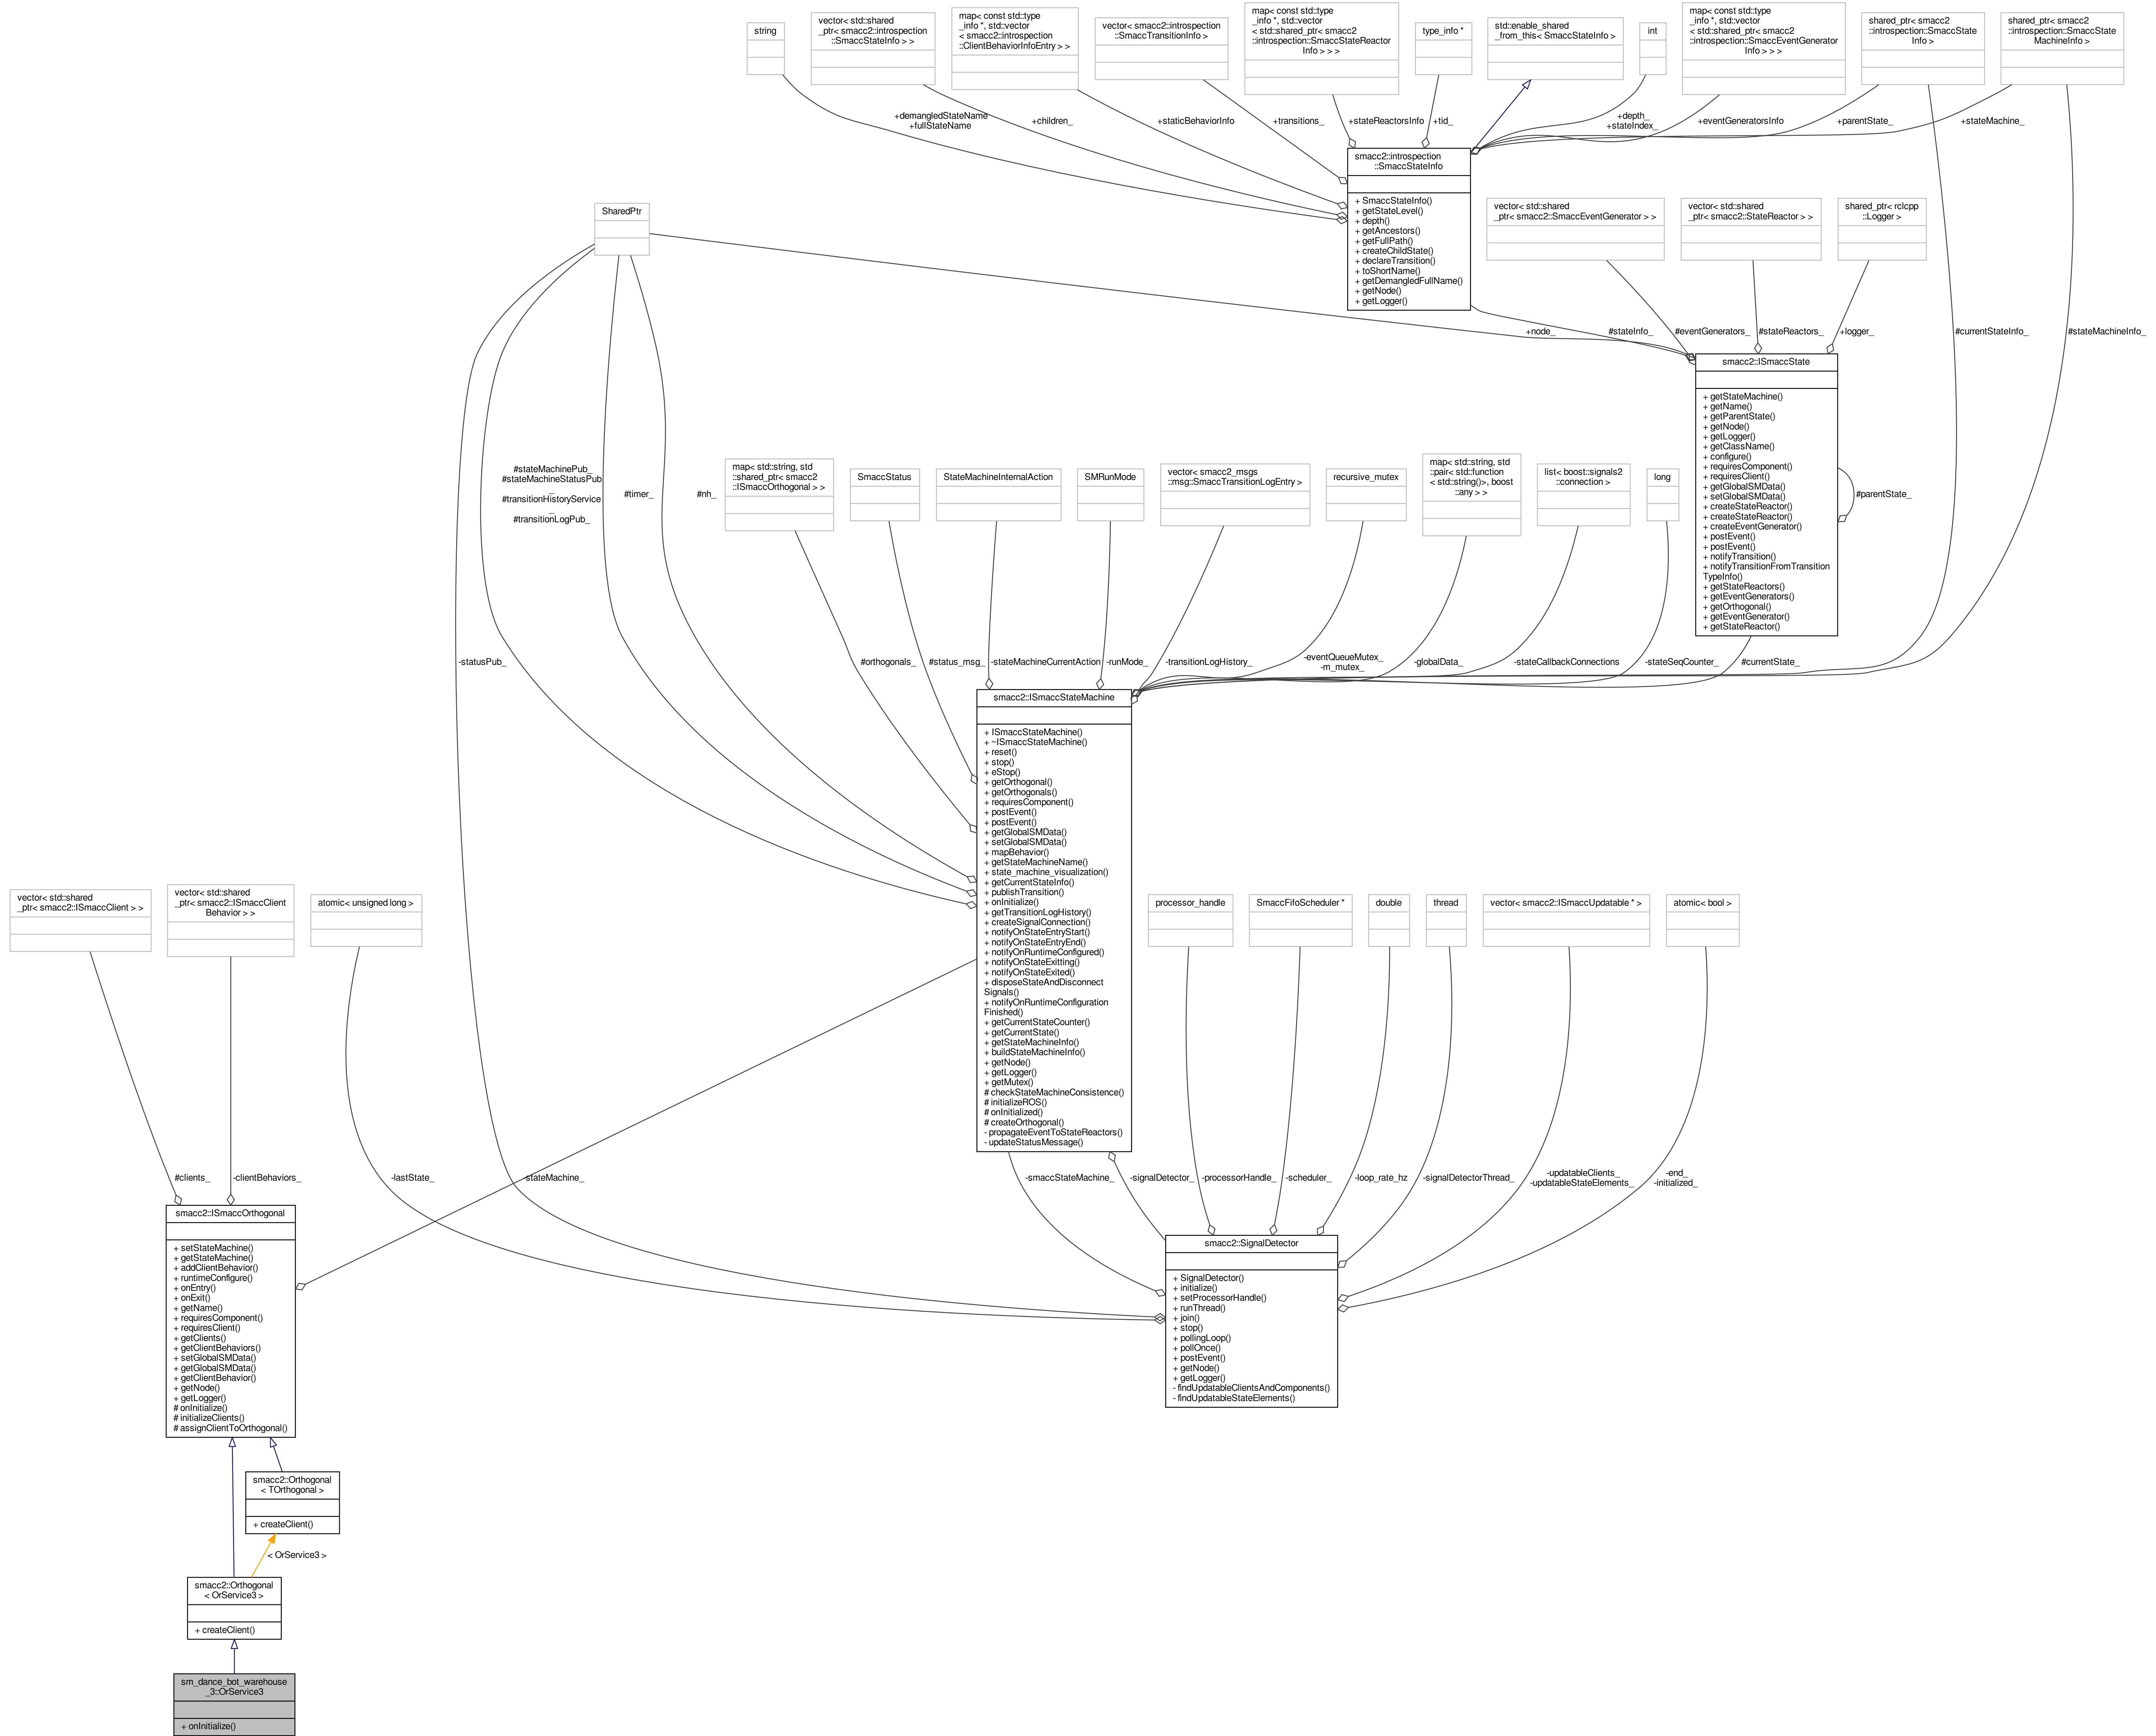 string
vector< std::shared
_ptr< smacc2::introspection
::SmaccStateInfo > >
map< const std::type
_info *, std::vector
< smacc2::introspection
::ClientBehaviorInfoEntry > >
vector< smacc2::introspection
::SmaccTransitionInfo >
map< const std::type
_info *, std::vector
< std::shared_ptr< smacc2
::introspection::SmaccStateReactor
Info > > >
type_info *
std::enable_shared
_from_this< SmaccStateInfo >
int
map< const std::type
_info *, std::vector
< std::shared_ptr< smacc2
::introspection::SmaccEventGenerator
Info > > >
shared_ptr< smacc2
::introspection::SmaccState
Info >
shared_ptr< smacc2
::introspection::SmaccState
MachineInfo >
+demangledStateName
+fullStateName
+children_
+staticBehaviorInfo
+transitions_
+stateReactorsInfo
+tid_
+depth_
+stateIndex_
+eventGeneratorsInfo
+parentState_
+stateMachine_
smacc2::introspection
::SmaccStateInfo
+ SmaccStateInfo()
+ getStateLevel()
+ depth()
+ getAncestors()
+ getFullPath()
+ createChildState()
+ declareTransition()
+ toShortName()
+ getDemangledFullName()
+ getNode()
+ getLogger()
SharedPtr
vector< std::shared
_ptr< smacc2::SmaccEventGenerator > >
vector< std::shared
_ptr< smacc2::StateReactor > >
shared_ptr< rclcpp
::Logger >
+node_
#stateInfo_
#eventGenerators_
#stateReactors_
+logger_
#currentStateInfo_
#stateMachineInfo_
smacc2::ISmaccState
+ getStateMachine()
+ getName()
+ getParentState()
+ getNode()
+ getLogger()
+ getClassName()
+ configure()
+ requiresComponent()
+ requiresClient()
+ getGlobalSMData()
+ setGlobalSMData()
+ createStateReactor()
+ createStateReactor()
+ createEventGenerator()
+ postEvent()
+ postEvent()
+ notifyTransition()
+ notifyTransitionFromTransition
TypeInfo()
+ getStateReactors()
+ getEventGenerators()
+ getOrthogonal()
+ getEventGenerator()
+ getStateReactor()
#parentState_
#stateMachinePub_
#stateMachineStatusPub
_
#transitionHistoryService
_
#transitionLogPub_
#timer_
#nh_
map< std::string, std
::shared_ptr< smacc2
::ISmaccOrthogonal > >
SmaccStatus
StateMachineInternalAction
SMRunMode
vector< smacc2_msgs
::msg::SmaccTransitionLogEntry >
recursive_mutex
map< std::string, std
::pair< std::function
< std::string()>, boost
::any > >
list< boost::signals2
::connection >
long
-statusPub_
#orthogonals_
#status_msg_
-stateMachineCurrentAction
-runMode_
-transitionLogHistory_
-eventQueueMutex_
-m_mutex_
-globalData_
-stateCallbackConnections
-stateSeqCounter_
#currentState_
smacc2::ISmaccStateMachine
+ ISmaccStateMachine()
+ ~ISmaccStateMachine()
+ reset()
+ stop()
+ eStop()
+ getOrthogonal()
+ getOrthogonals()
+ requiresComponent()
+ postEvent()
+ postEvent()
+ getGlobalSMData()
+ setGlobalSMData()
+ mapBehavior()
+ getStateMachineName()
+ state_machine_visualization()
+ getCurrentStateInfo()
+ publishTransition()
+ onInitialize()
+ getTransitionLogHistory()
+ createSignalConnection()
+ notifyOnStateEntryStart()
+ notifyOnStateEntryEnd()
+ notifyOnRuntimeConfigured()
+ notifyOnStateExitting()
+ notifyOnStateExited()
+ disposeStateAndDisconnect
Signals()
+ notifyOnRuntimeConfiguration
Finished()
+ getCurrentStateCounter()
+ getCurrentState()
+ getStateMachineInfo()
+ buildStateMachineInfo()
+ getNode()
+ getLogger()
+ getMutex()
# checkStateMachineConsistence()
# initializeROS()
# onInitialized()
# createOrthogonal()
- propagateEventToStateReactors()
- updateStatusMessage()
vector< std::shared
_ptr< smacc2::ISmaccClient > >
vector< std::shared
_ptr< smacc2::ISmaccClient
Behavior > >
atomic< unsigned long >
processor_handle
SmaccFifoScheduler *
double
thread
vector< smacc2::ISmaccUpdatable * >
atomic< bool >
#clients_
-clientBehaviors_
-lastState_
-stateMachine_
-smaccStateMachine_
-signalDetector_
-processorHandle_
-scheduler_
-loop_rate_hz
-signalDetectorThread_
-updatableClients_
-updatableStateElements_
-end_
-initialized_
smacc2::ISmaccOrthogonal
+ setStateMachine()
+ getStateMachine()
+ addClientBehavior()
+ runtimeConfigure()
+ onEntry()
+ onExit()
+ getName()
+ requiresComponent()
+ requiresClient()
+ getClients()
+ getClientBehaviors()
+ setGlobalSMData()
+ getGlobalSMData()
+ getClientBehavior()
+ getNode()
+ getLogger()
# onInitialize()
# initializeClients()
# assignClientToOrthogonal()
smacc2::SignalDetector
+ SignalDetector()
+ initialize()
+ setProcessorHandle()
+ runThread()
+ join()
+ stop()
+ pollingLoop()
+ pollOnce()
+ postEvent()
+ getNode()
+ getLogger()
- findUpdatableClientsAndComponents()
- findUpdatableStateElements()
smacc2::Orthogonal
< TOrthogonal >
+ createClient()
< OrService3 >
smacc2::Orthogonal
< OrService3 >
+ createClient()
sm_dance_bot_warehouse
_3::OrService3
+ onInitialize()